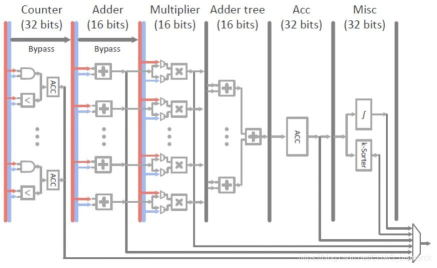 Counter Adder Multiplier Adder tree Acc Misc
(32 bits) (16 bits) (16 bits) (16 bits) (32 bits) (32 bits)
Bypass Bypass
ACC
ACC
k-Sorter
ACC
ACC